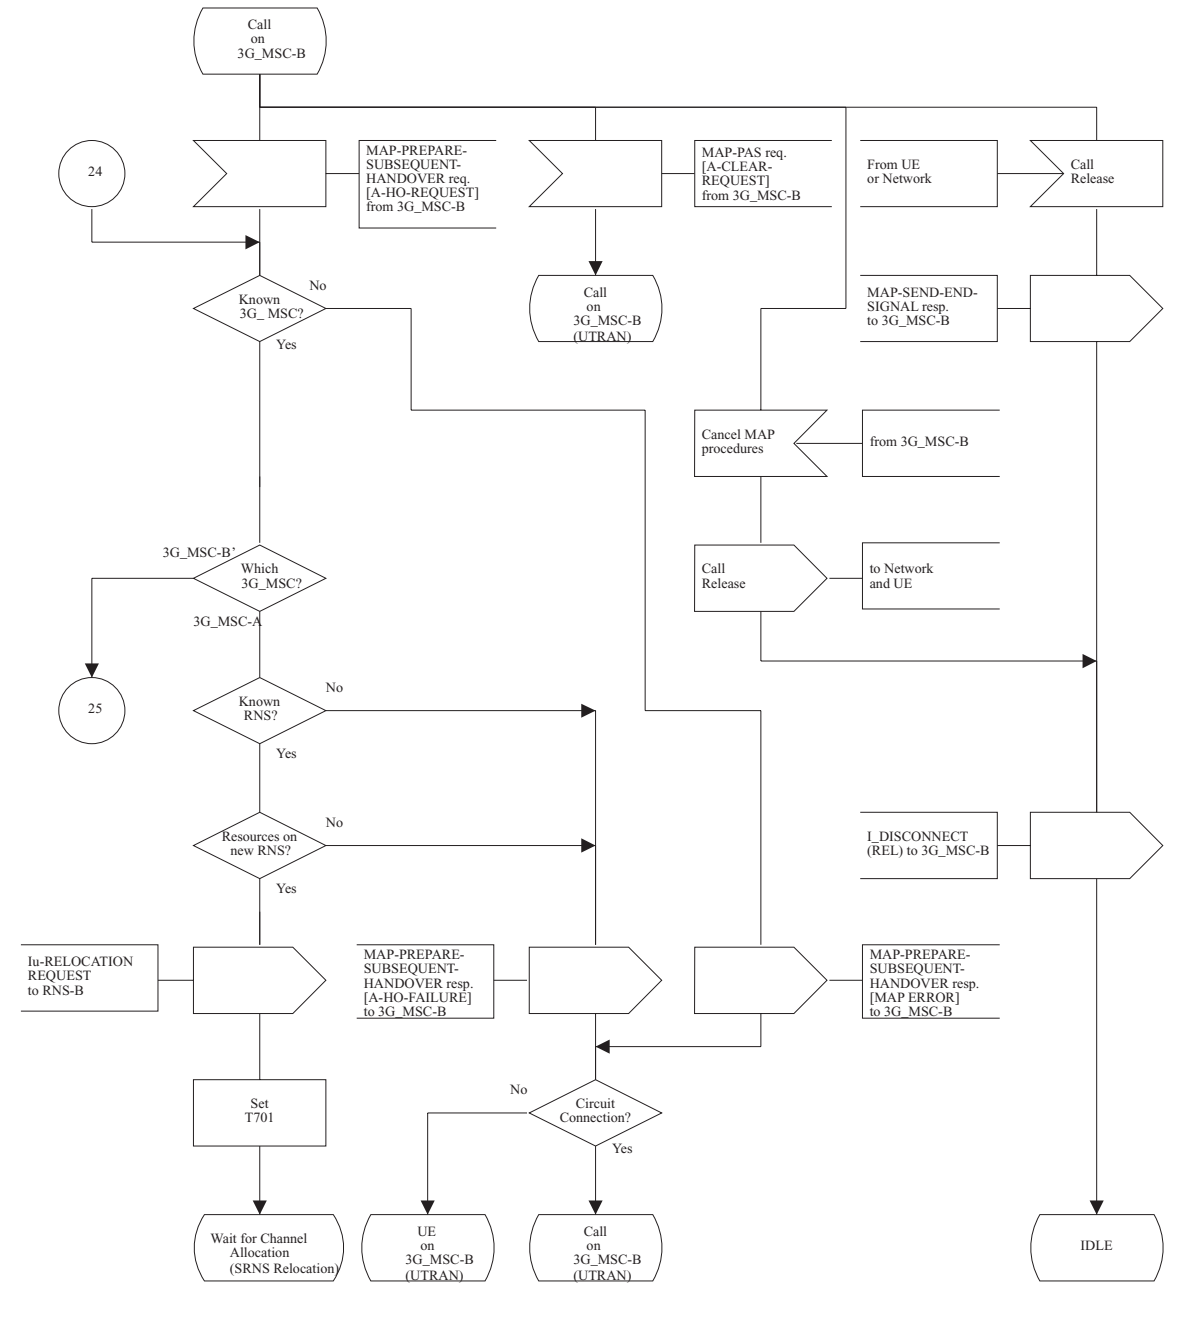 Call
on
3G_MSC-B
24
MAP-PREPARE-
SUBSEQUENT-
HANDOVER req.
[A-HO-REQUEST]
from 3G_MSC-B
MAP-PAS req.
[A-CLEAR-
REQUEST]
from 3G_MSC-B
From UE
or Network
Call
Release
Known
3G_ MSC?
No
Yes
Call
on
3G_MSC-B
(UTRAN)
MAP-SEND-END-
SIGNAL resp.
to 3G_MSC-B
Cancel MAP
procedures
from 3G_MSC-B
3G_MSC-B’
Which
3G_MSC?
3G_MSC-A
Call
Release
to Network
and UE
25
Known
RNS?
No
Yes
Resources on
new RNS?
No
Yes
I_DISCONNECT
(REL) to 3G_MSC-B
Iu-RELOCATION
REQUEST
to RNS-B
MAP-PREPARE-
SUBSEQUENT-
HANDOVER resp.
[A-HO-FAILURE]
to 3G_MSC-B
MAP-PREPARE-
SUBSEQUENT-
HANDOVER resp.
[MAP ERROR]
to 3G_MSC-B
Set
T701
No
Circuit
Connection?
Yes
Wait for Channel
Allocation
(SRNS Relocation)
UE
on
3G_MSC-B
(UTRAN)
Call
on
3G_MSC-B
(UTRAN)
IDLE